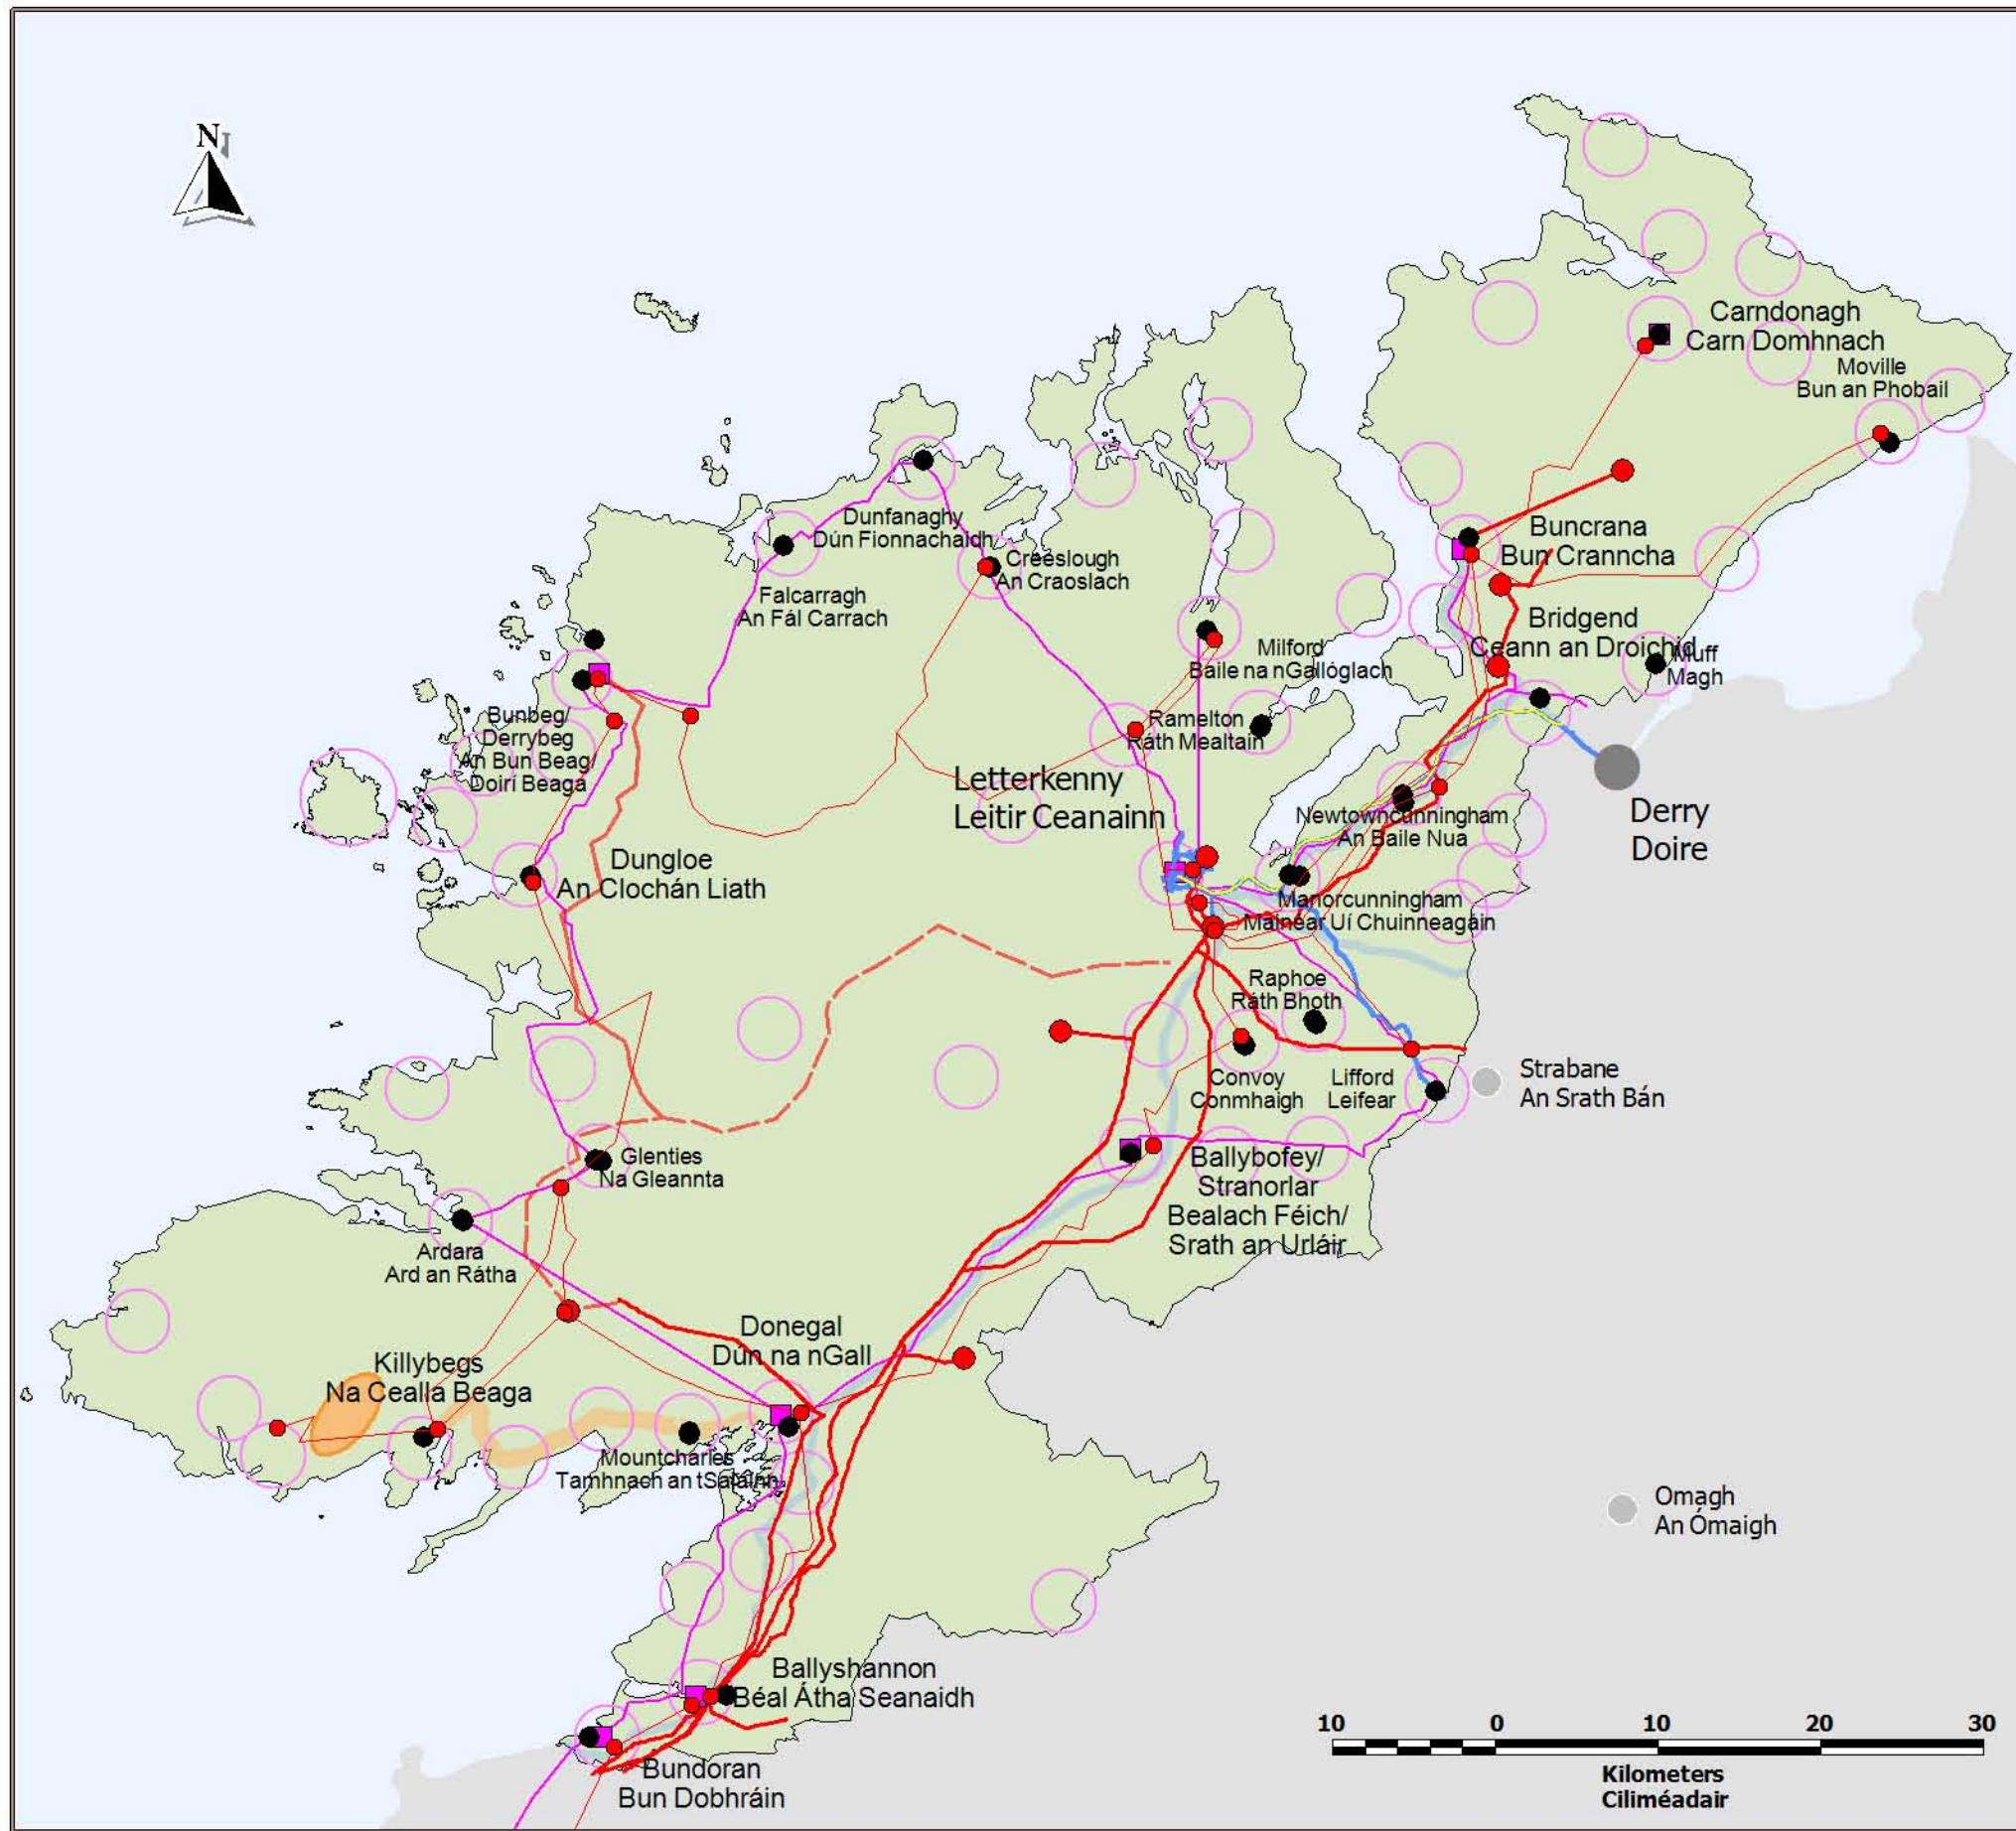 N
Carndonagh
Carn Domhnach
Moville
Bun an Phobail
Dunfanaghy
Dún Fionnachaidh
Creeslough
An Craoslach
Buncrana
Bun Cranncha
Falcarragh
An Fál Carrach
Bridgend
Ceann an Droichid
Muff
Magh
Milford
Baile na nGallóglach
Ramelton
Ráth Mealtain
Bunbeg/
Derrybeg
An Bun Beag/
Doirí Beaga
Letterkenny
Leitir Ceanainn
Derry
Doire
Newtowncunningham
An Baile Nua
Dungloe
An Clochán Liath
Manorcunningham
Mainéar Uí Chuinneagáin
Raphoe
Ráth Bhoth
Convoy
Conmhaigh
Lifford
Leifear
Strabane
An Srath Bán
Glenties
Na Gleannta
Ballybofey/
Stranorlar
Bealach Féich/
Srath an Urláir
Ardara
Ard an Rátha
Donegal
Dún na nGall
Killybegs
Na Cealla Beaga
Mountcharles
Tamhnach an tSalainn
Omagh
An Ómaigh
Ballyshannon
Béal Átha Seanaidh
Bundoran
Bun Dobhráin
10 0 10 20 30
Kilometers
Ciliméadair